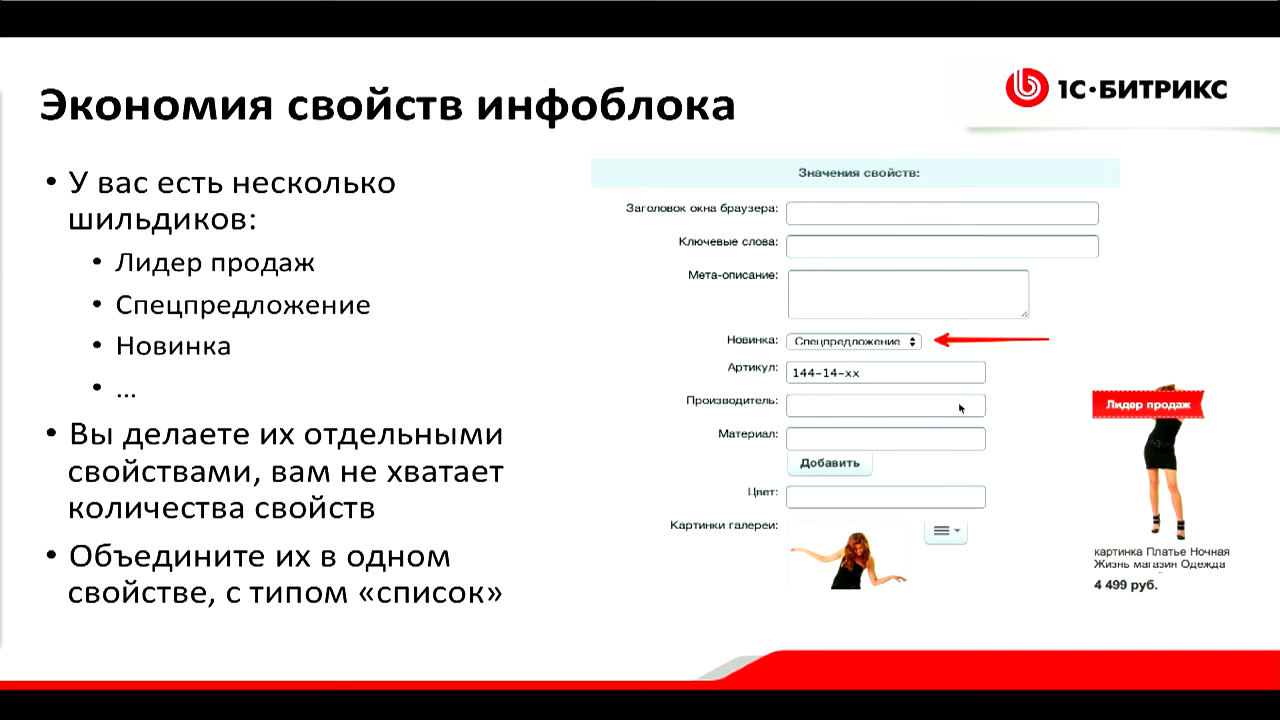 Экономия свойств инфоблока
1С·БИТРИКС
• У вас есть несколько
шильдиков:
• Лидер продаж
• Спецпредложение
• Новинка
• ...
• Вы делаете их отдельными
свойствами, вам не хватает
количества свойств
• Объедините их в одном
свойстве, с типом «список»
Значения свойств:
Заголовок окна браузера:
Ключевые слова:
Мета-описание:
Новинка: Спецпредложение
Артикул: 144-14-xx
Производитель:
Материал:
Добавить
Цвет:
Картинки галереи:
Лидер продаж
картинка Платье Ночная
Жизнь магазин Одежда
4 499 руб.